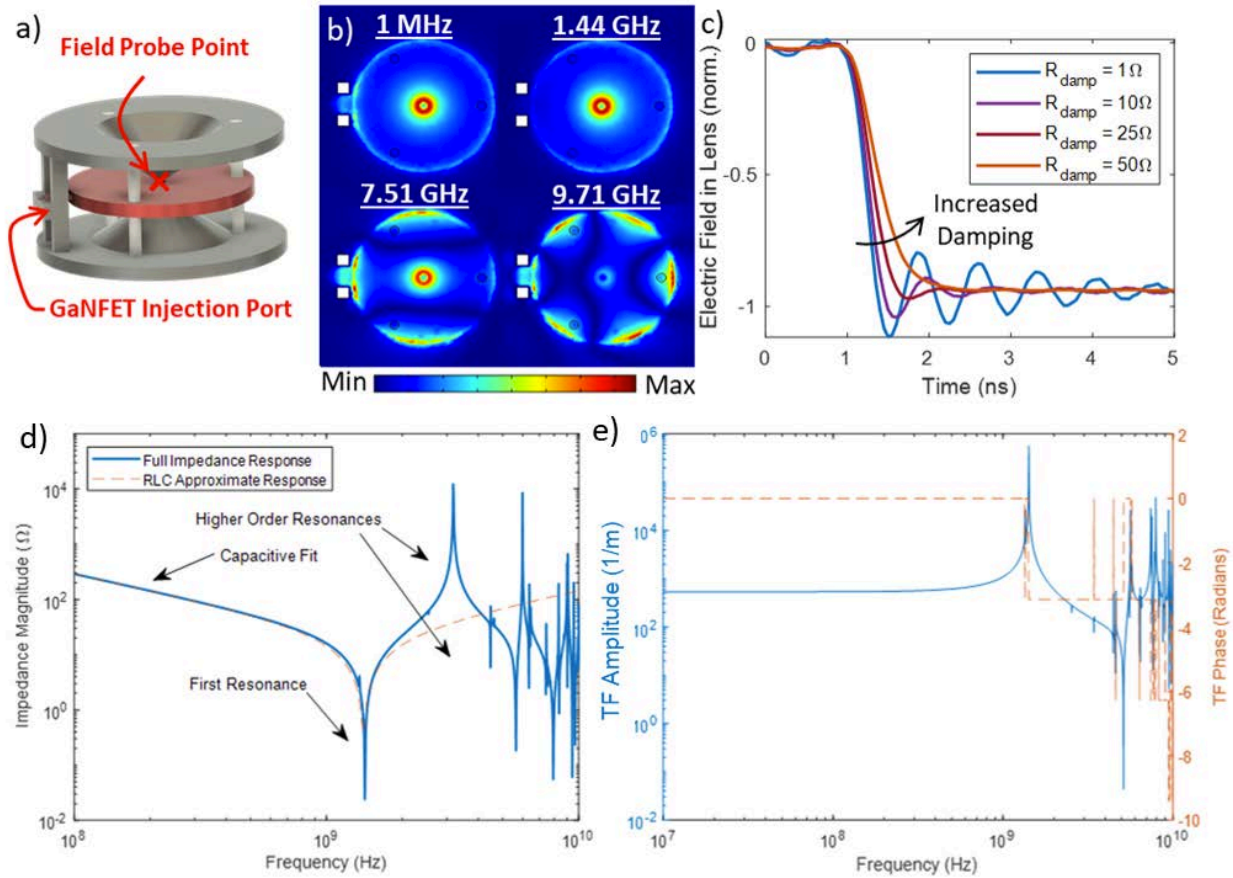 a)
Field Probe Point
GaNFET Injection Port
b)
1 MHz
1.44 GHz
7.51 GHz
9.71 GHz
Min
Max
c)
Electric Field in Lens (norm.)
0
-0.5
-1
R damp = 1Ω
R damp = 10Ω
R damp = 25Ω
R damp = 50Ω
Increased
Damping
0
1
2
3
4
5
Time (ns)
d)
Impedance Magnitude (Ω)
10^4
10^2
10^0
10^-2
Full Impedance Response
RLC Approximate Response
Higher Order Resonances
Capacitive Fit
First Resonance
10^8
10^9
10^10
Frequency (Hz)
e)
TF Amplitude (1/m)
10^6
10^4
10^2
10^0
10^-2
2
0
-2
-4
-6
-8
-10
TF Phase (Radians)
10^7
10^8
10^9
10^10
Frequency (Hz)